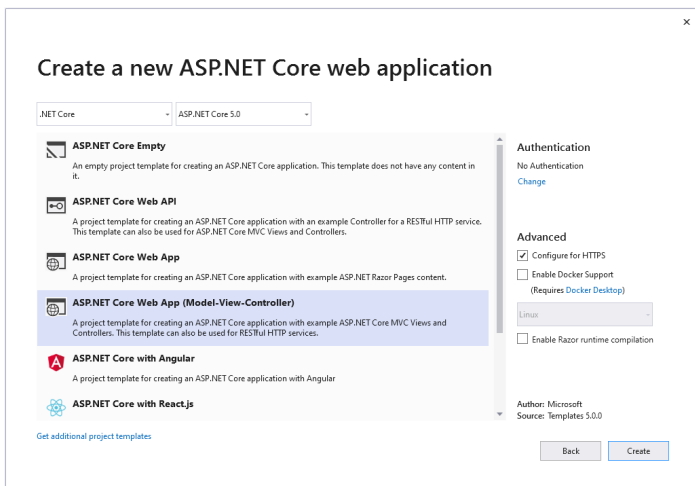 Create a new ASP.NET Core web application
.NET Core
ASP.NET Core 5.0
ASP.NET Core Empty
An empty project template for creating an ASP.NET Core application. This template does not have any content in
it.
ASP.NET Core Web API
A project template for creating an ASP.NET Core application with an example Controller for a RESTful HTTP service.
This template can also be used for ASP.NET Core MVC Views and Controllers.
ASP.NET Core Web App
A project template for creating an ASP.NET Core application with example ASP.NET Razor Pages content.
ASP.NET Core Web App (Model-View-Controller)
A project template for creating an ASP.NET Core application with example ASP.NET Core MVC Views and
Controllers. This template can also be used for RESTful HTTP services.
ASP.NET Core with Angular
A project template for creating an ASP.NET Core application with Angular
ASP.NET Core with React.js
Get additional project templates
Authentication
No Authentication
Change
Advanced
Configure for HTTPS
Enable Docker Support
(Requires Docker Desktop)
Linux
Enable Razor runtime compilation
Author: Microsoft
Source: Templates 5.0.0
Back
Create